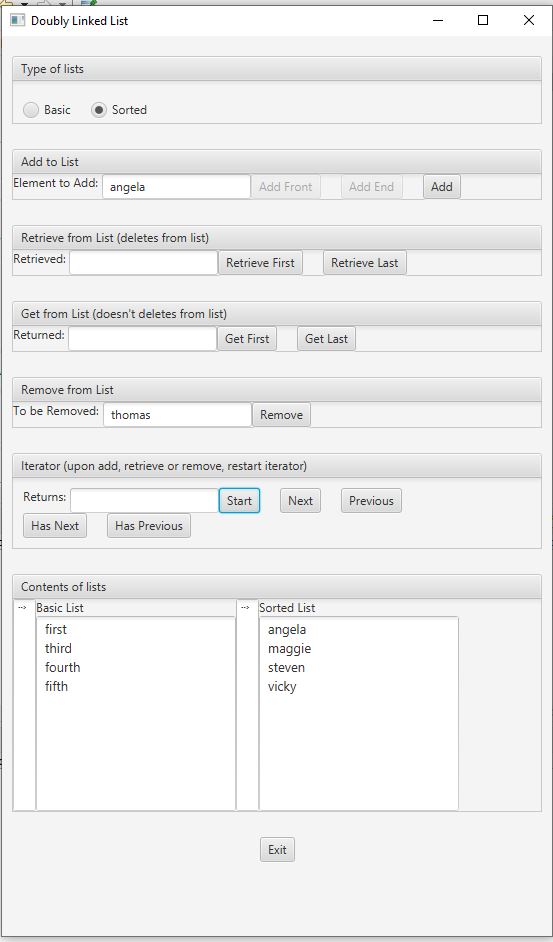 Doubly Linked List
Type of lists
Basic Sorted
Add to List
Element to Add: angela Add Front Add End Add
Retrieve from List (deletes from list)
Retrieved: Retrieve First Retrieve Last
Get from List (doesn't deletes from list)
Returned: Get First Get Last
Remove from List
To be Removed: thomas Remove
Iterator (upon add, retrieve or remove, restart iterator)
Returns: Start Next Previous
Has Next Has Previous
Contents of lists
Basic List Sorted List
first angela
third maggie
fourth steven
fifth vicky
Exit